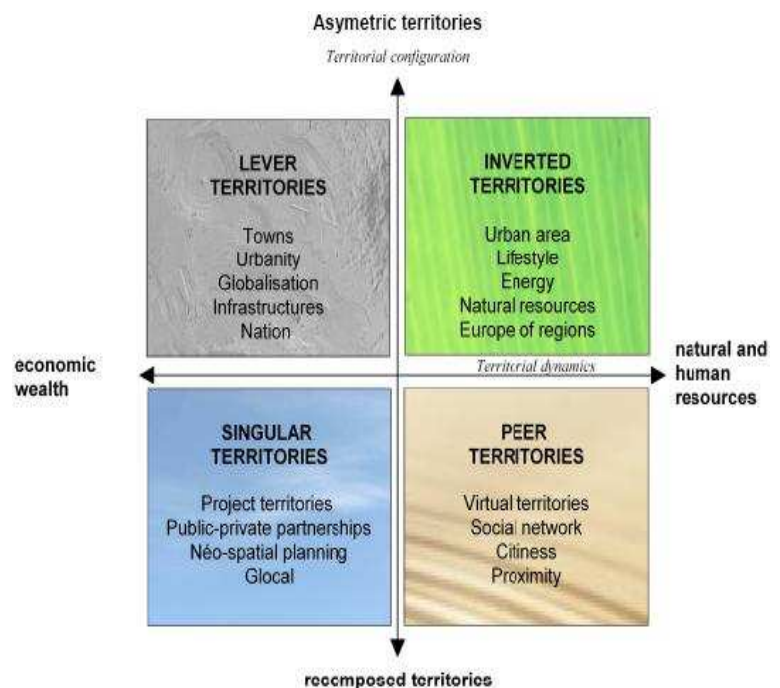 Asymetric territories
Territorial configuration
LEVER
TERRITORIES
Towns
Urbanity
Globalisation
Infrastructures
Nation
INVERTED
TERRITORIES
Urban area
Lifestyle
Energy
Natural resources
Europe of regions
economic
wealth
Territorial dynamics
natural and
human
resources
SINGULAR
TERRITORIES
Project territories
Public-private partnerships
Néo-spatial planning
Glocal
PEER
TERRITORIES
Virtual territories
Social network
Citiness
Proximity
recomposed territories